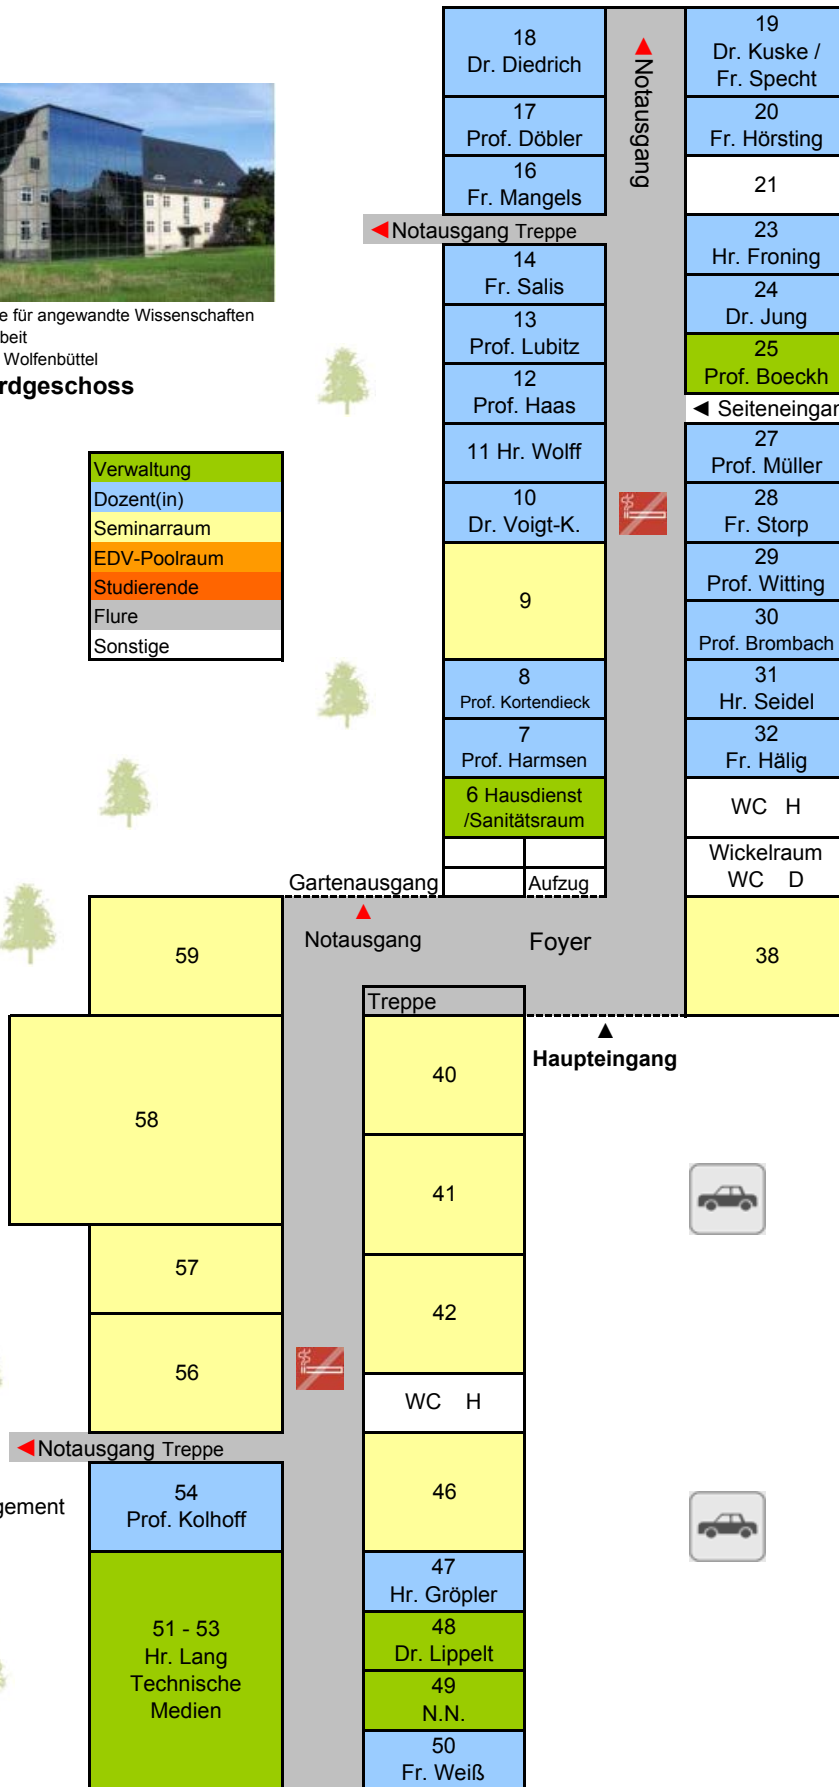 18
Dr. Diedrich
17
Prof. Döbler
16
Fr. Mangels
Notausgang
19
Dr. Kuske /
Fr. Specht
20
Fr. Hörsting
21
23
Hr. Froning
24
Dr. Jung
25
Prof. Boeckh
◄ Seiteneingan
◄Notausgang Treppe
14
Fr. Salis
13
Prof. Lubitz
12
Prof. Haas
11 Hr. Wolff
10
Dr. Voigt-K.
9
8
Prof. Kortendieck
7
Prof. Harmsen
6 Hausdienst
/Sanitätsraum
Aufzug
27
Prof. Müller
28
Fr. Storp
29
Prof. Witting
30
Prof. Brombach
31
Hr. Seidel
32
Fr. Hälig
WC H
Wickelraum
WC D
38
e für angewandte Wissenschaften
beit
Wolfenbüttel
rdgeschoss
Verwaltung
Dozent(in)
Seminarraum
EDV-Poolraum
Studierende
Flure
Sonstige
Gartenausgang
▲
Notausgang
Foyer
Treppe
▲
Haupteingang
59
58
57
56
◄Notausgang Treppe
gement
54
Prof. Kolhoff
51 - 53
Hr. Lang
Technische
Medien
40
41
42
WC H
46
47
Hr. Gröpler
48
Dr. Lippelt
49
N.N.
50
Fr. Weiß